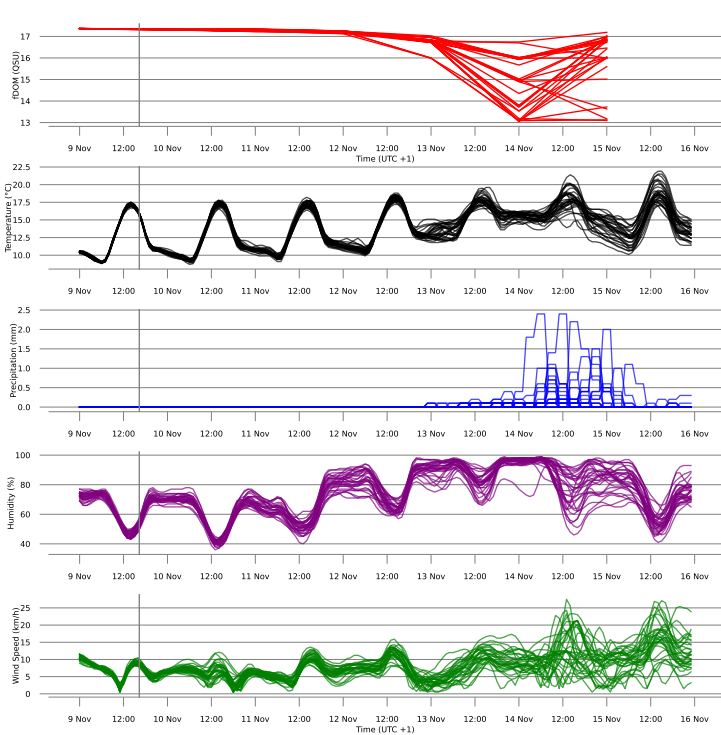 fDOM (QSU)
17
16
15
14
13
9 Nov 12:00 10 Nov 12:00 11 Nov 12:00 12 Nov 12:00 13 Nov 12:00 14 Nov 12:00 15 Nov 12:00 16 Nov
Time (UTC +1)
Temperature (°C)
22.5
20.0
17.5
15.0
12.5
10.0
9 Nov 12:00 10 Nov 12:00 11 Nov 12:00 12 Nov 12:00 13 Nov 12:00 14 Nov 12:00 15 Nov 12:00 16 Nov
Precipitation (mm)
2.5
2.0
1.5
1.0
0.5
0.0
9 Nov 12:00 10 Nov 12:00 11 Nov 12:00 12 Nov 12:00 13 Nov 12:00 14 Nov 12:00 15 Nov 12:00 16 Nov
Humidity (%)
100
80
60
40
9 Nov 12:00 10 Nov 12:00 11 Nov 12:00 12 Nov 12:00 13 Nov 12:00 14 Nov 12:00 15 Nov 12:00 16 Nov
Wind Speed (km/h)
25
20
15
10
5
0
9 Nov 12:00 10 Nov 12:00 11 Nov 12:00 12 Nov 12:00 13 Nov 12:00 14 Nov 12:00 15 Nov 12:00 16 Nov
Time (UTC +1)